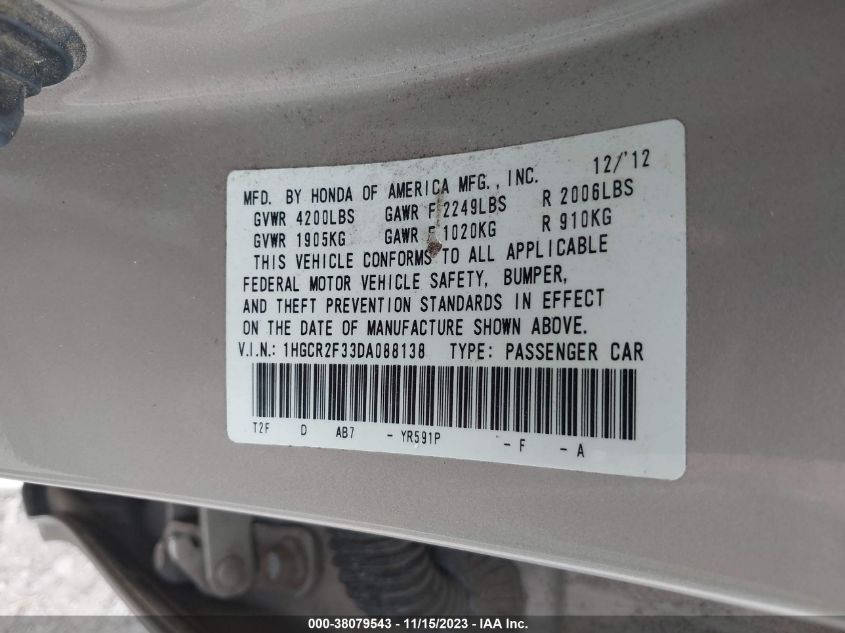 MFD. BY HONDA OF AMERICA MFG., INC. 12/'12
GVWR 4200LBS GAWR F 2249LBS R 2006LBS
GVWR 1905KG GAWR F 1020KG R 910KG
THIS VEHICLE CONFORMS TO ALL APPLICABLE
FEDERAL MOTOR VEHICLE SAFETY, BUMPER,
AND THEFT PREVENTION STANDARDS IN EFFECT
ON THE DATE OF MANUFACTURE SHOWN ABOVE.
V.I.N.: 1HGCR2F33DA088138 TYPE: PASSENGER CAR
T2F D AB7 - YR591P - F - A
000-38079543 - 11/15/2023 - IAA Inc.